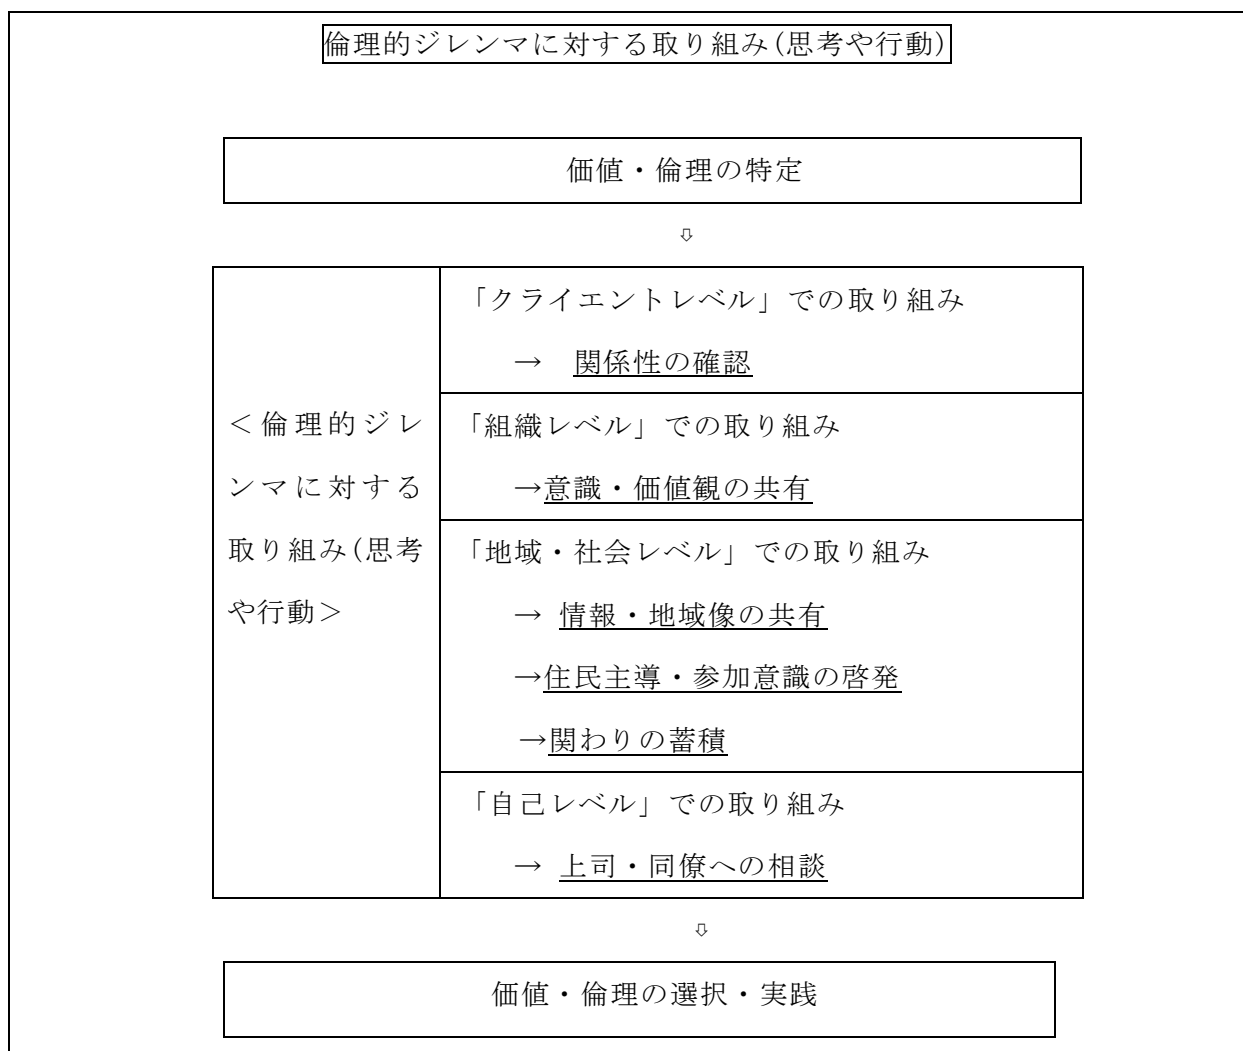 倫理的ジレンマに対する取り組み(思考や行動)
価値・倫理の特定
⇩
＜倫理的ジレ
ンマに対する
取り組み(思考
や行動＞
「クライエントレベル」での取り組み
→ 関係性の確認
「組織レベル」での取り組み
→意識・価値観の共有
「地域・社会レベル」での取り組み
→ 情報・地域像の共有
→住民主導・参加意識の啓発
→関わりの蓄積
「自己レベル」での取り組み
→ 上司・同僚への相談
⇩
価値・倫理の選択・実践